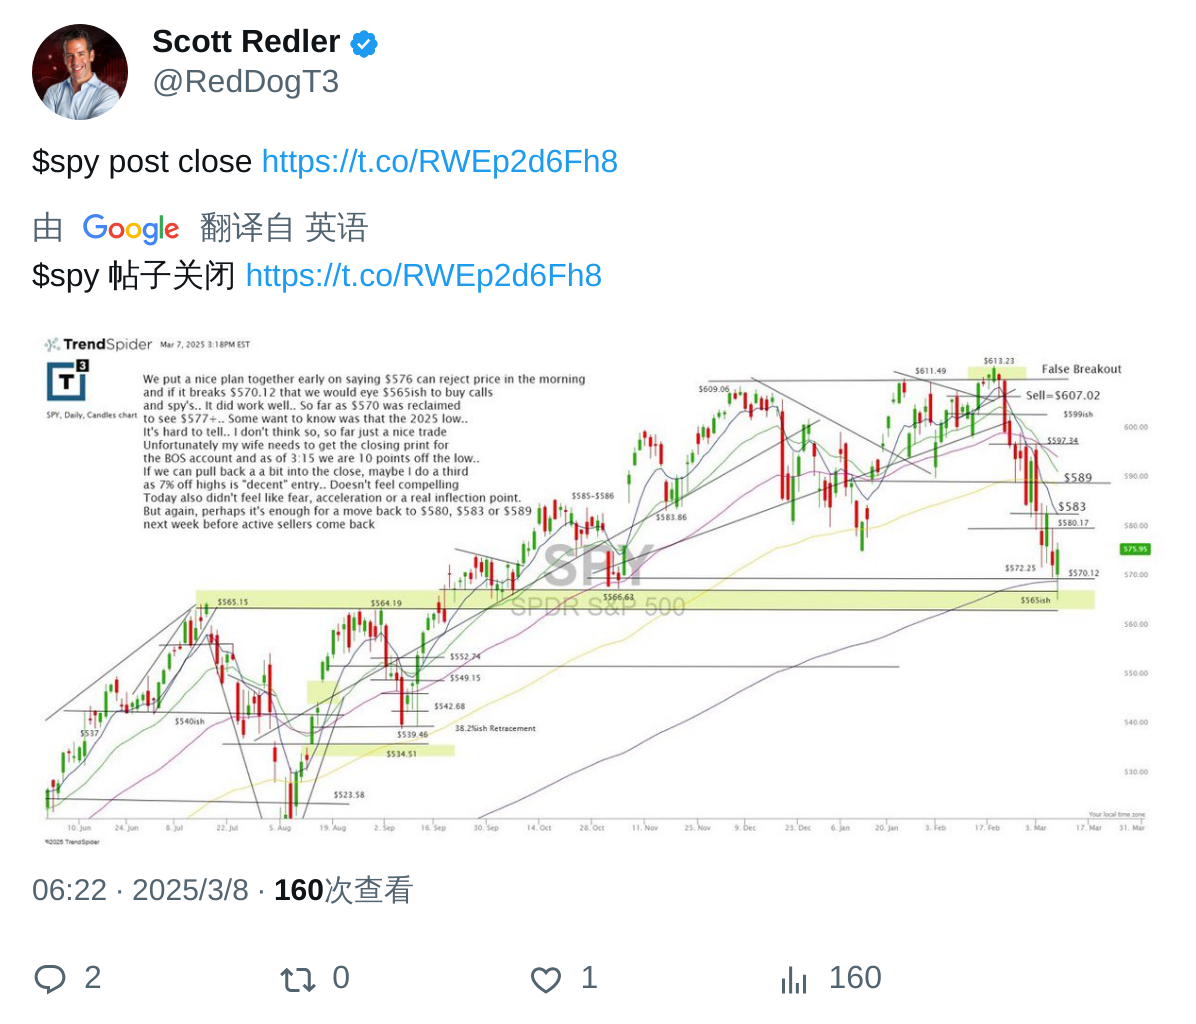 Scott Redler
@RedDogT3
$spy post close https://t.co/RWEp2d6Fh8
由 Google 翻译自 英语
$spy 帖子关闭 https://t.co/RWEp2d6Fh8
TrendSpider Mar 7, 2025 3:18PM EST
T 3
SPY, Daily, Candles chart
We put a nice plan together early on saying $576 can reject price in the morning
and if it breaks $570.12 that we would eye $565ish to buy calls
and spy's.. It did work well.. So far as $570 was reclaimed
to see $577+.. Some want to know was that the 2025 low..
It's hard to tell.. I don't think so, so far just a nice trade
Unfortunately my wife needs to get the closing print for
the BOS account and as of 3:15 we are 10 points off the low..
If we can pull back a a bit into the close, maybe I do a third
as 7% off highs is "decent" entry.. Doesn't feel compelling
Today also didn't feel like fear, acceleration or a real inflection point.
But again, perhaps it's enough for a move back to $580, $583 or $589
next week before active sellers come back
$613.23
False Breakout
$611.49
$609.06
Sell=$607.02
$599ish
600.00
$597.34
$589
590.00
$585-$586
$583.86
$583
$580.17
580.00
575.95
$572.25
$570.12
570.00
SPY
SPDR S&P 500
$566.63
$565ish
$565.15
$564.19
560.00
$552.74
550.00
$549.15
$542.68
$540ish
540.00
$537
$539.46
38.2%ish Retracement
$534.51
530.00
$523.58
Your local time zone
10. Jun 24. Jun 8. Jul 22. Jul 5. Aug 19. Aug 2. Sep 16. Sep 30. Sep 14. Oct 28. Oct 11. Nov 25. Nov 9. Dec 23. Dec 6. Jan 20. Jan 3. Feb 17. Feb 3. Mar 17. Mar 31. Mar
©2025 TrendSpider
06:22 · 2025/3/8 · 160次查看
2 0 1 160